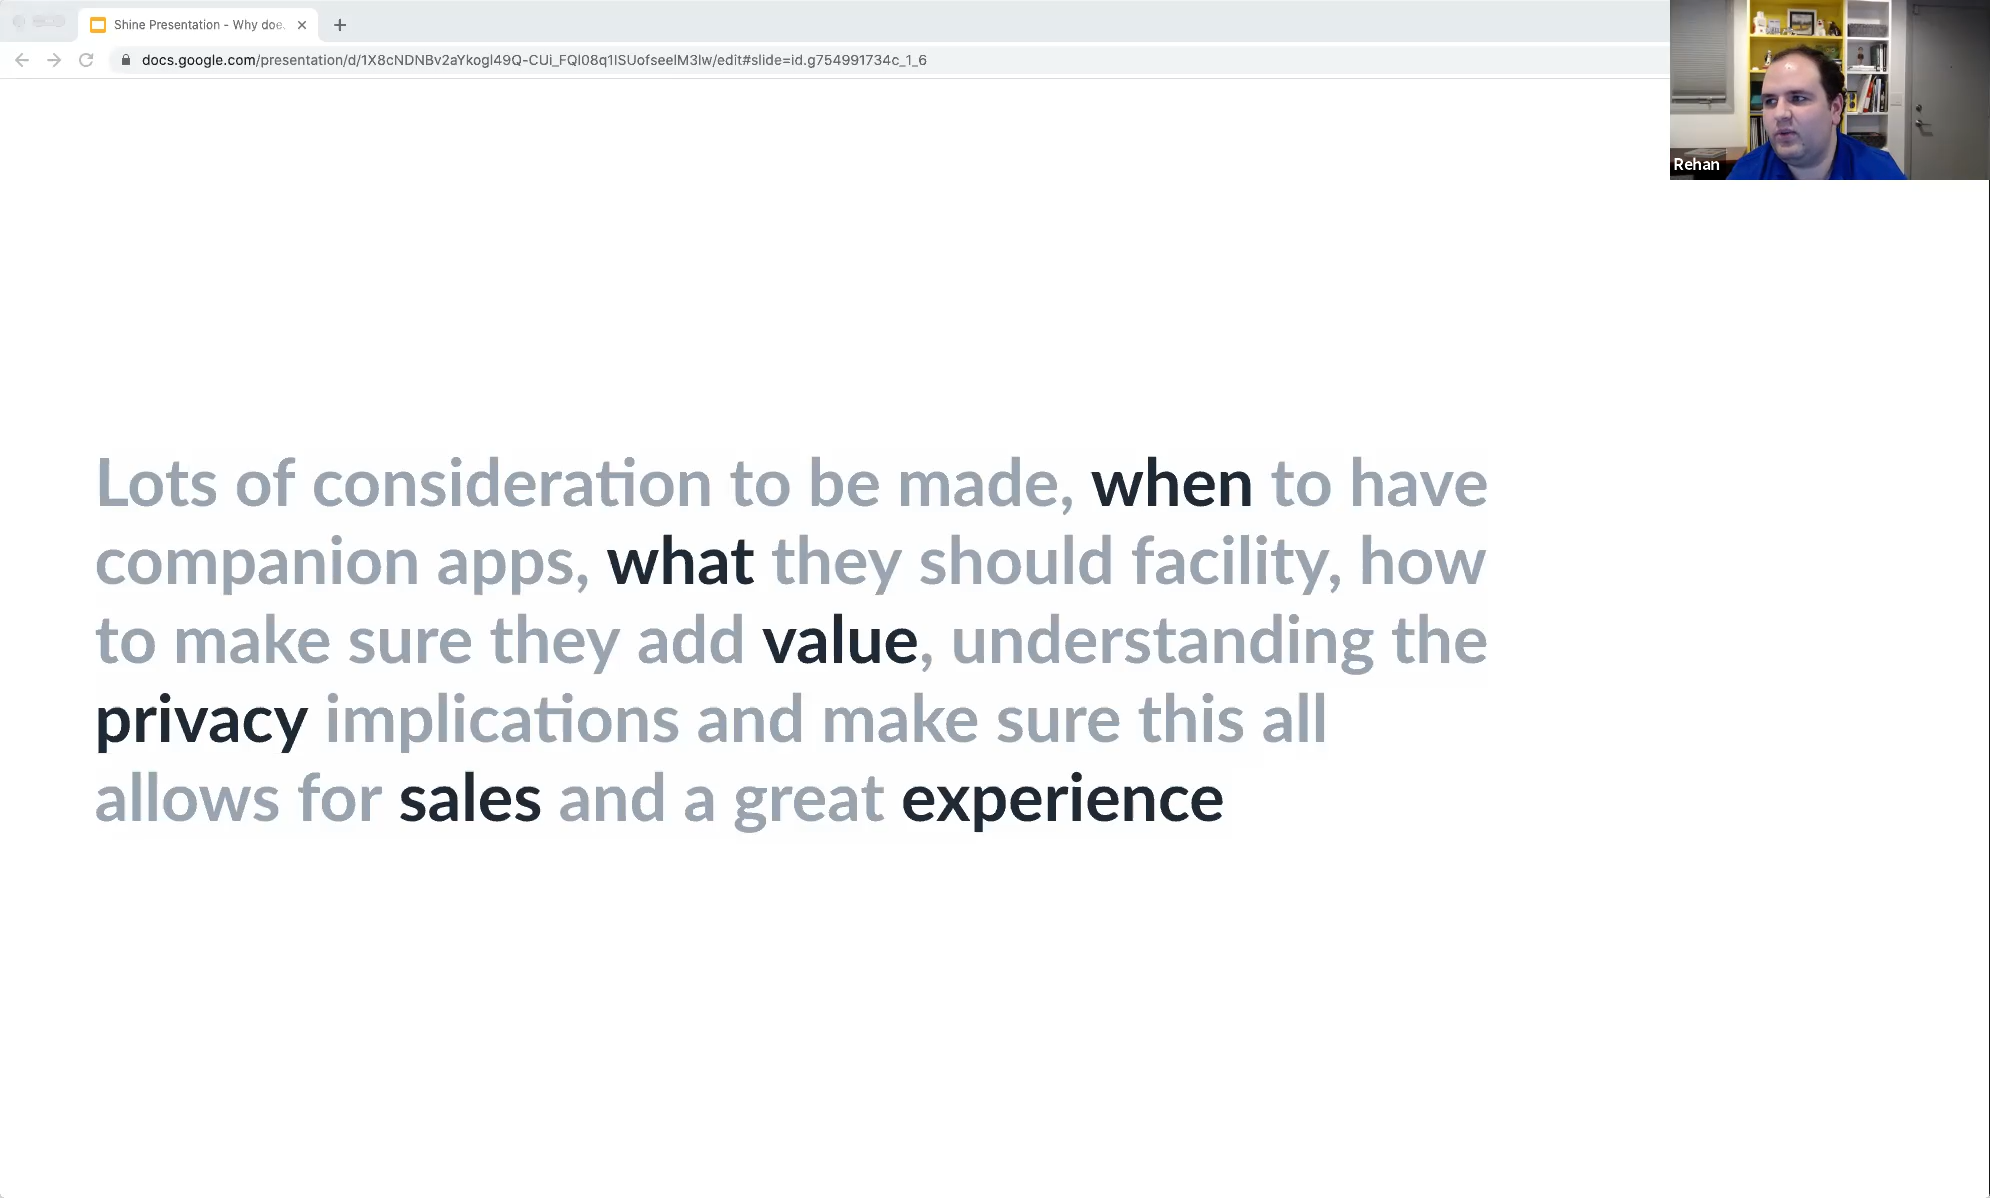 Shine Presentation - Why doe
docs.google.com/presentation/d/1X8cNDNBv2aYkogl49Q-CUi_FQl08q1lSUofseelM3lw/edit#slide=id.g754991734c_1_6
Rehan
Lots of consideration to be made, when to have
companion apps, what they should facility, how
to make sure they add value, understanding the
privacy implications and make sure this all
allows for sales and a great experience